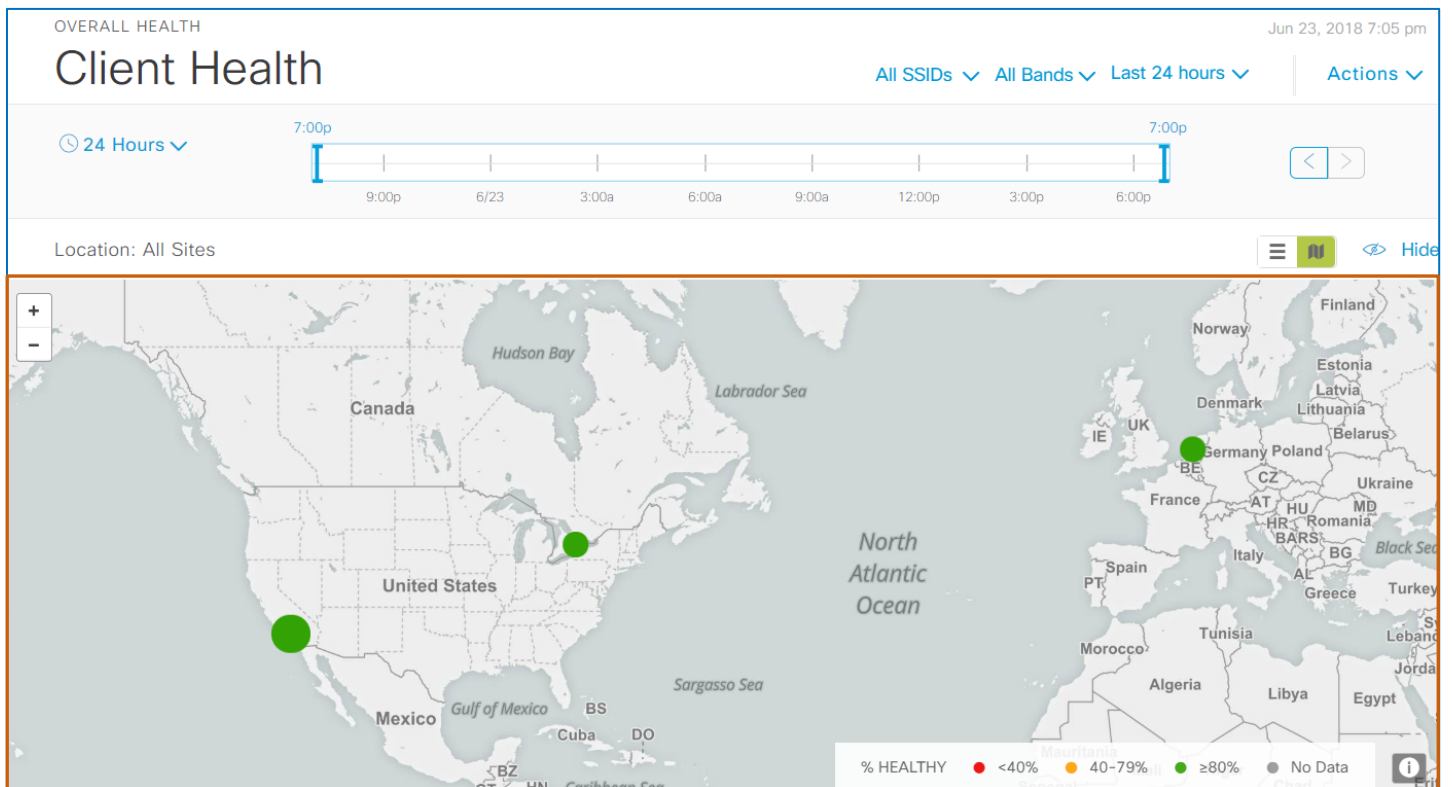 OVERALL HEALTH
Jun 23, 2018 7:05 pm
Client Health
All SSIDs All Bands Last 24 hours Actions
24 Hours
7:00p 7:00p
9:00p 6/23 3:00a 6:00a 9:00a 12:00p 3:00p 6:00p
Location: All Sites
Hide
+
−
Finland
Norway
Hudson Bay
Estonia
Labrador Sea
Latvia
Canada
Denmark
Lithuania
UK
IE
Belarus
Germany Poland
BE
CZ
Ukraine
France
AT HU MD
HR Romania
North
Atlantic
Ocean
BARS
BG Black Sea
Italy
United States
Spain
PT
AL
Greece Turkey
Tunisia
Morocco
Sargasso Sea
Algeria
Libya Egypt
Gulf of Mexico BS
Mexico
Cuba DO
Mauritania
% HEALTHY <40% 40-79% ≥80% No Data
BZ
HN Caribbean Sea